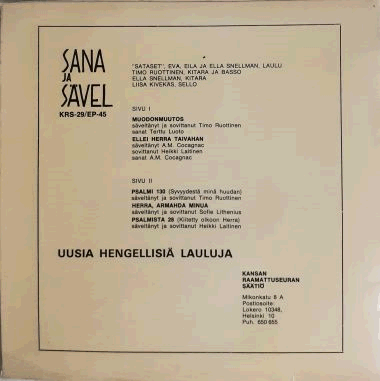 SANA
JA
SÄVEL
KRS-29/EP-45
"SATASET", EVA, EILA JA ELLA SNELLMAN, LAULU
TIMO RUOTTINEN, KITARA JA BASSO
ELLA SNELLMAN, KITARA
LIISA KIVEKÄS, SELLO
SIVU I
MUODONMUUTOS
säveltänyt ja sovittanut Timo Ruottinen
sanat Terttu Luoto
ELLEI HERRA TAIVAHAN
säveltänyt A.M. Cocagnac
sovittanut Heikki Laitinen
sanat A.M. Cocagnac
SIVU II
PSALMI 130 (Syvyydestä minä huudan)
säveltänyt ja sovittanut Timo Ruottinen
HERRA, ARMAHDA MINUA
säveltänyt ja sovittanut Sofie Lithenius
PSALMISTA 28 (Kiitetty olkoon Herra)
säveltänyt ja sovittanut Heikki Laitinen
UUSIA HENGELLISIÄ LAULUJA
KANSAN
RAAMATTUSEURAN
SÄÄTIÖ
Mikonkatu 8 A
Postiosoite:
Lokero 10348,
Helsinki 10
Puh. 650 655